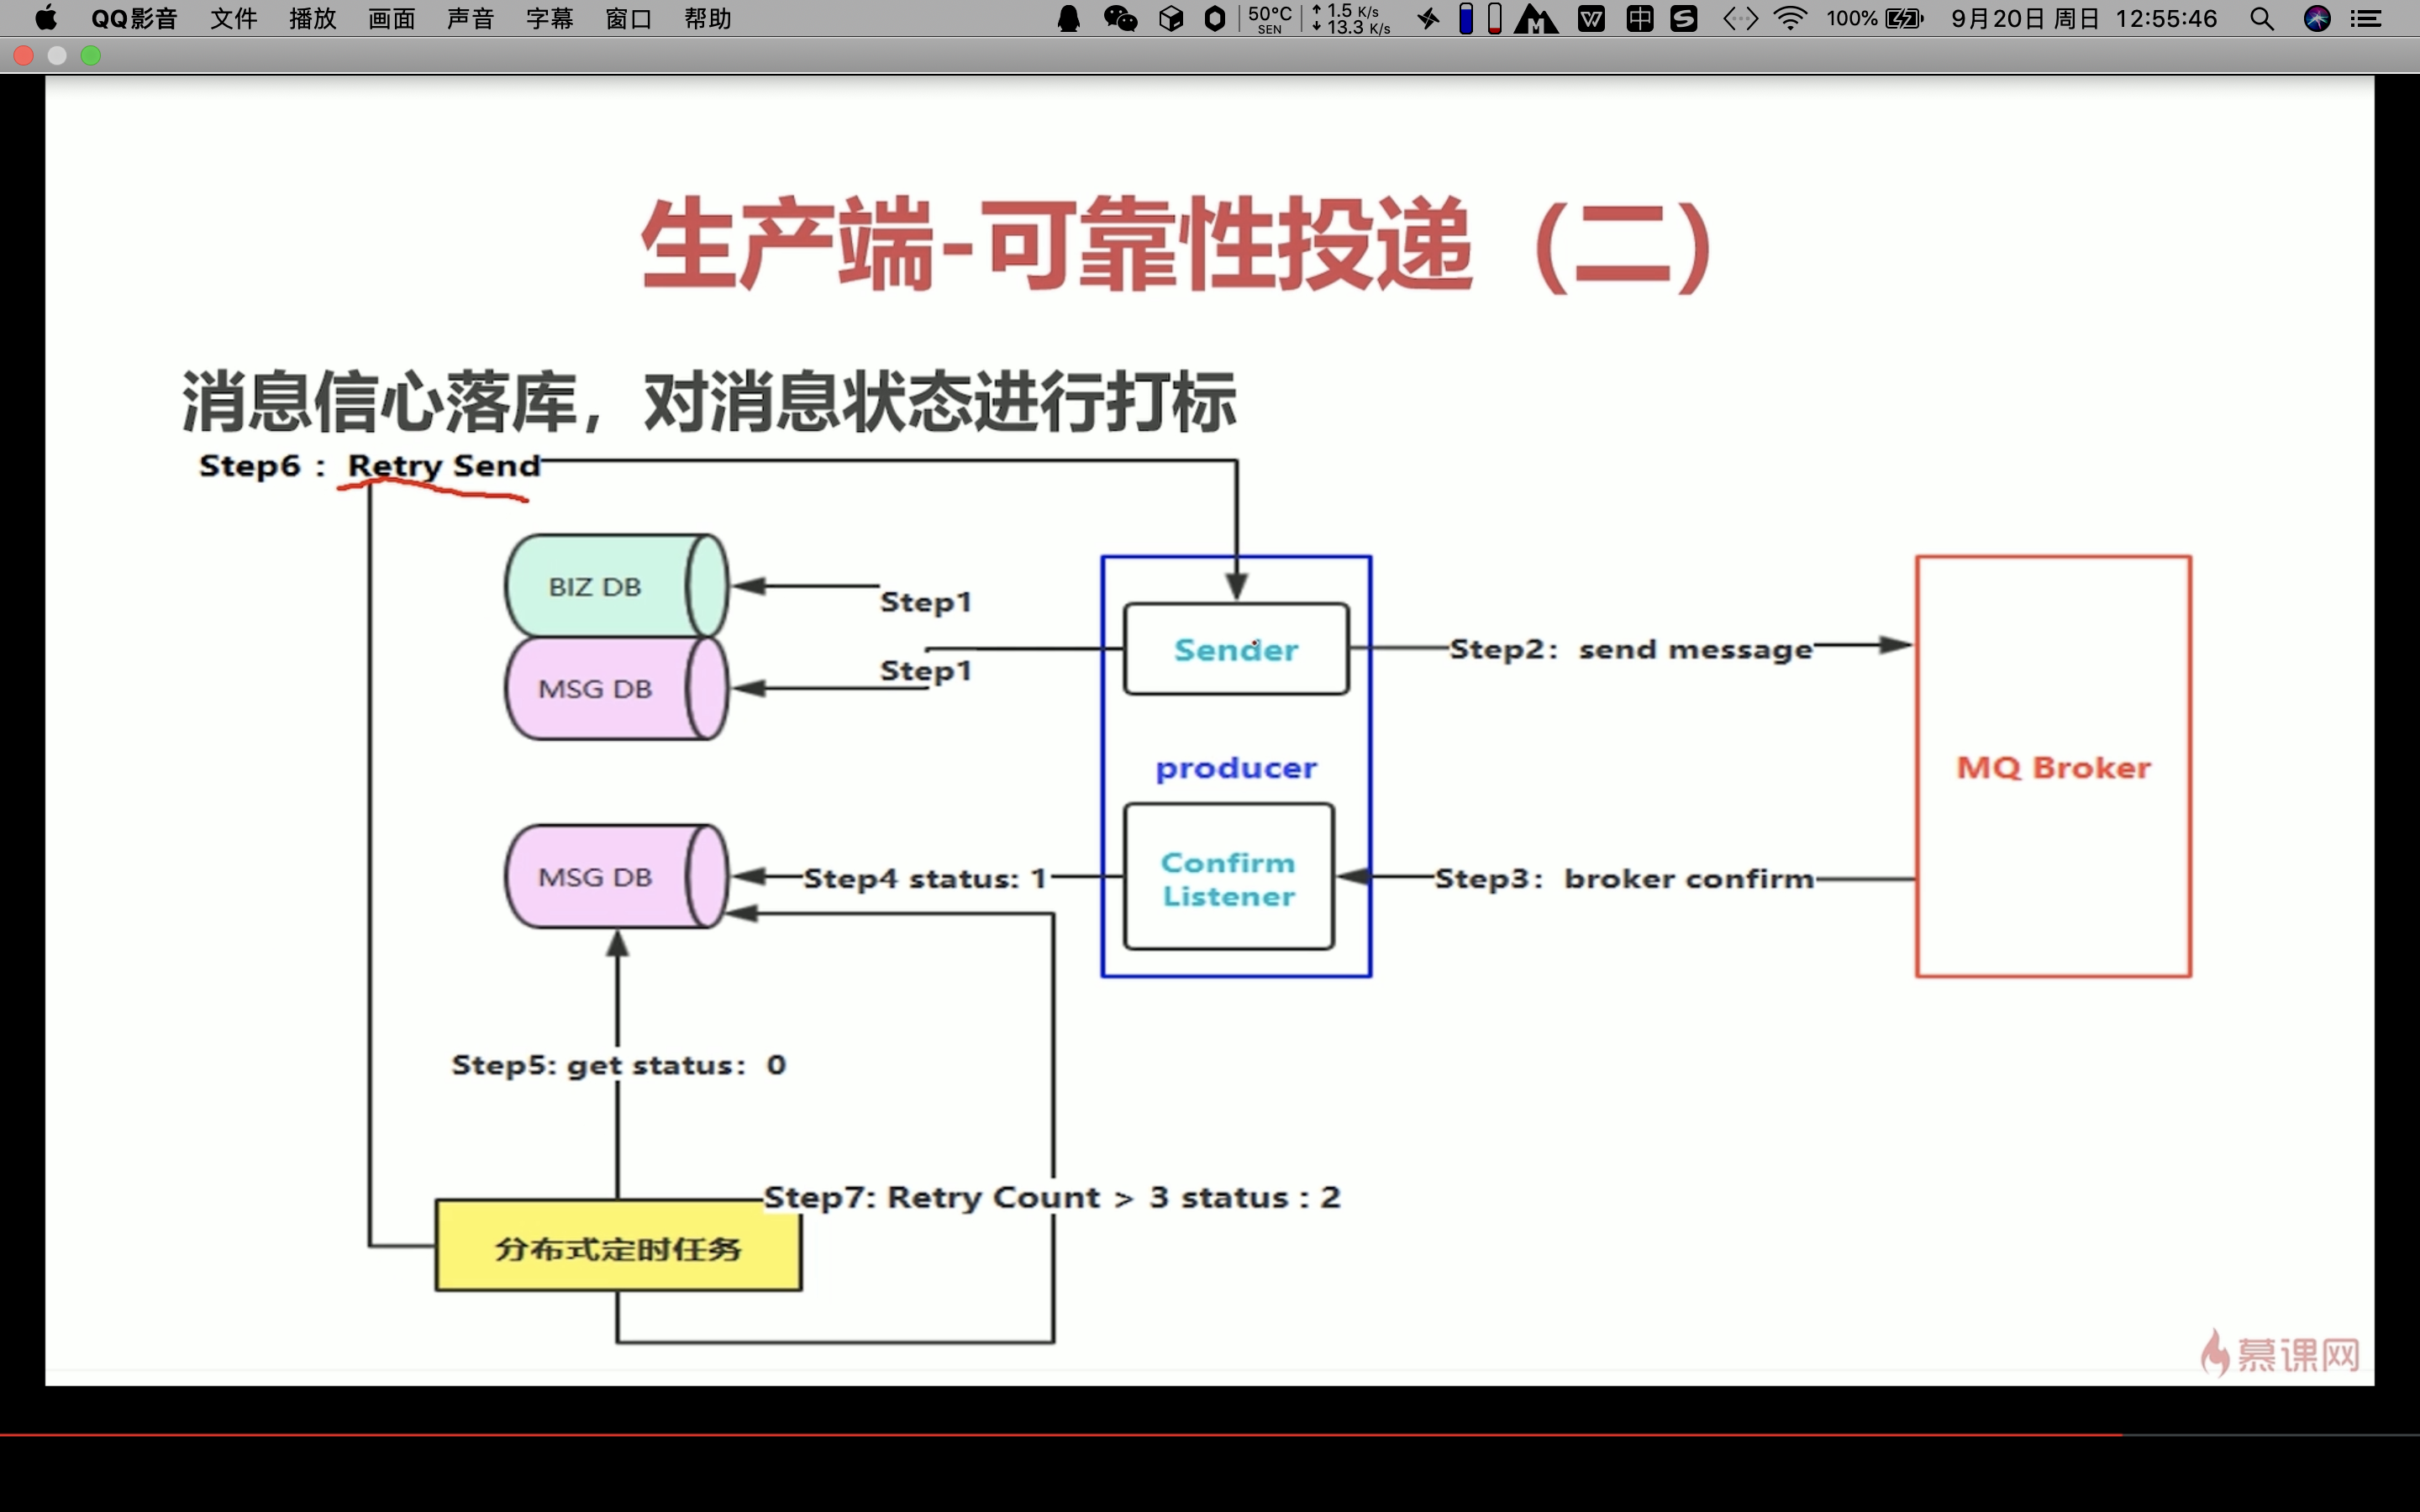 QQ影音 文件 播放 画面 声音 字幕 窗口 帮助 50°C SEN 1.5 K/s 13.3 K/s 中 100% 9月20日 周日 12:55:46
生产端-可靠性投递（二）
消息信心落库，对消息状态进行打标
Step6： Retry Send
BIZ DB
Step1
Sender
Step2：send message
Step1
MSG DB
producer
MQ Broker
Confirm
Listener
MSG DB
Step4 status: 1
Step3：broker confirm
Step5: get status： 0
Step7: Retry Count > 3 status : 2
分布式定时任务
慕课网